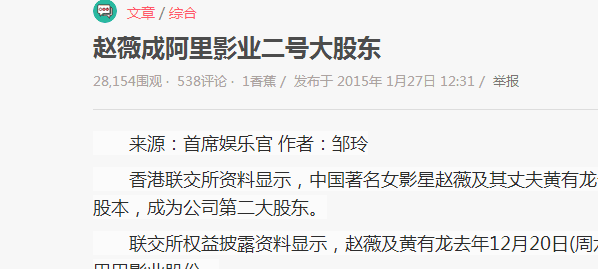 文章 / 综合
赵薇成阿里影业二号大股东
28,154围观 · 538评论 · 1香蕉 / 发布于 2015年 1月27日 12:31 / 举报
来源：首席娱乐官 作者：邹玲
香港联交所资料显示，中国著名女影星赵薇及其丈夫黄有龙
股本，成为公司第二大股东。
联交所权益披露资料显示，赵薇及黄有龙去年12月20日(周